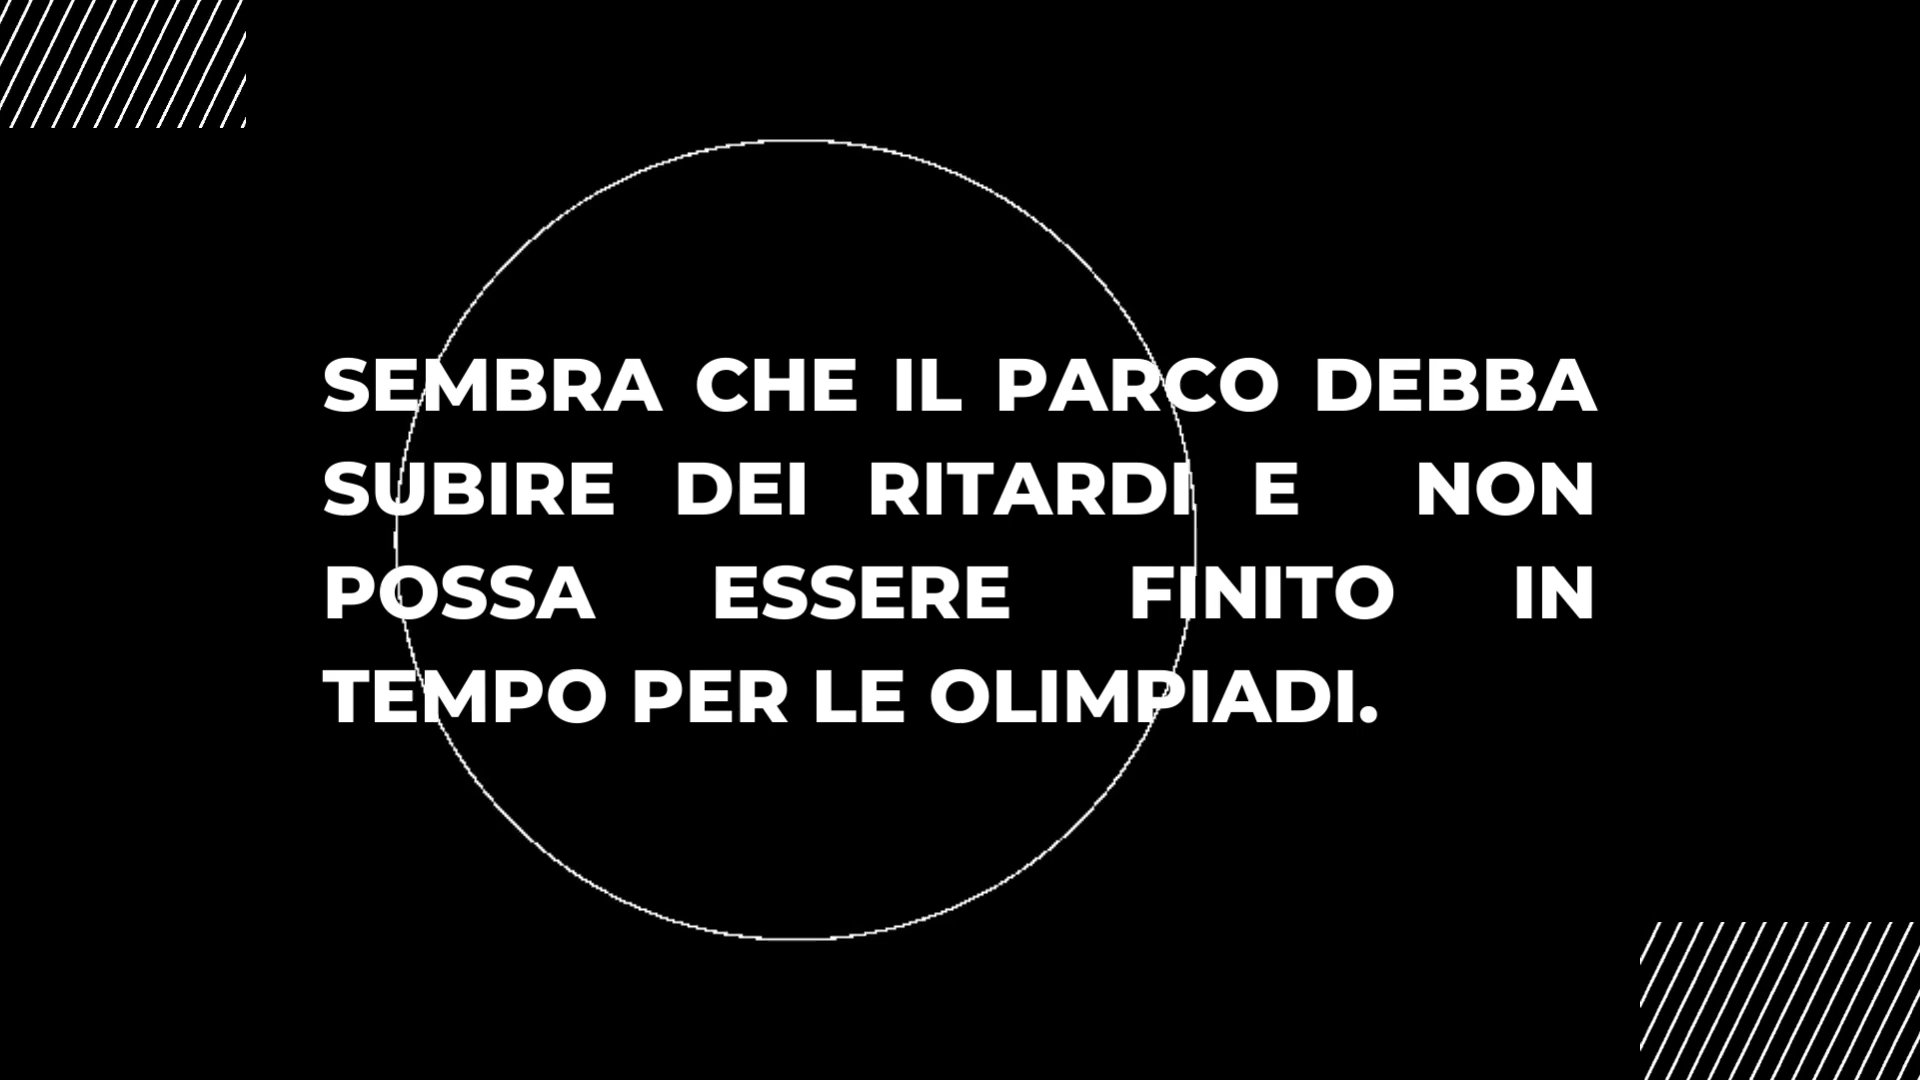 SEMBRA CHE IL PARCO DEBBA
SUBIRE DEI RITARDI E NON
POSSA ESSERE FINITO IN
TEMPO PER LE OLIMPIADI.